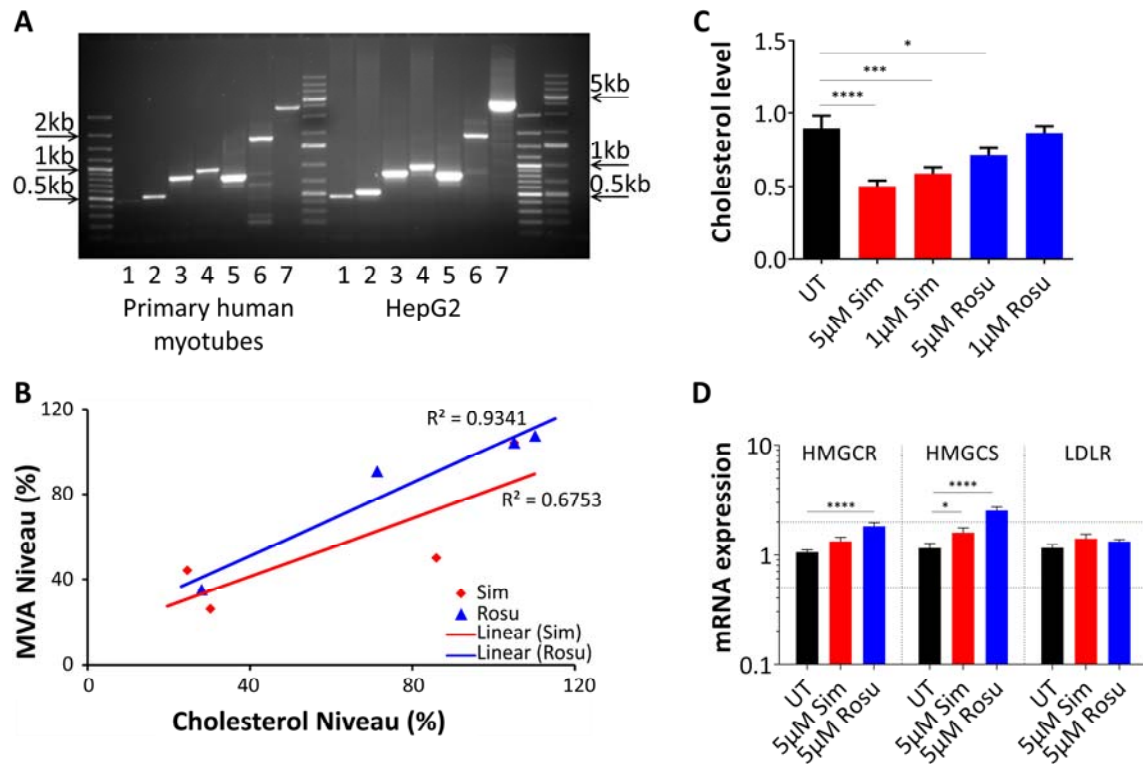 A
2kb
1kb
0.5kb
5kb
1kb
0.5kb
1 2 3 4 5 6 7
1 2 3 4 5 6 7
Primary human
myotubes
HepG2
B
MVA Niveau (%)
120
80
40
0
0
40
80
120
R² = 0.9341
R² = 0.6753
Sim
Rosu
Linear (Sim)
Linear (Rosu)
Cholesterol Niveau (%)
C
Cholesterol level
1.5
1.0
0.5
0.0
*
***
****
UT
5μM Sim
1μM Sim
5μM Rosu
1μM Rosu
D
mRNA expression
10
1
0.1
HMGCR
HMGCS
LDLR
****
****
*
UT
5μM Sim
5μM Rosu
UT
5μM Sim
5μM Rosu
UT
5μM Sim
5μM Rosu